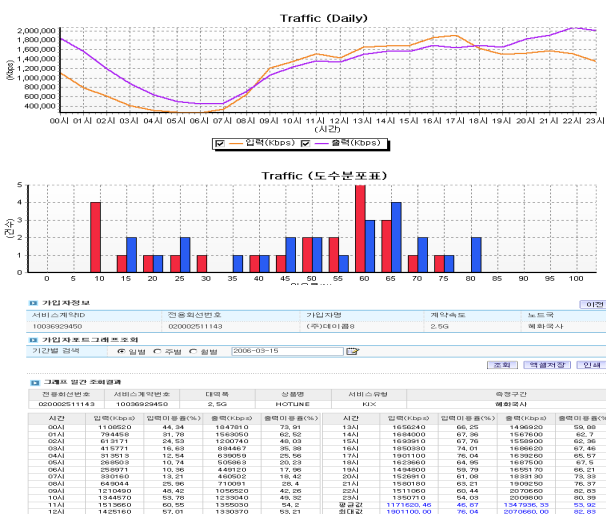 Traffic (Daily)
2,000,000
1,800,000
1,600,000
1,400,000
1,200,000
1,000,000
800,000
600,000
400,000
(Kbps)
00시 01시 02시 03시 04시 05시 06시 07시 08시 09시 10시 11시 12시 13시 14시 15시 16시 17시 18시 19시 20시 21시 22시 23시
(시간)
입력(Kbps) 출력(Kbps)
Traffic (도수분포표)
5
4
3
2
1
0
(건수)
0 5 10 15 20 25 30 35 40 45 50 55 60 65 70 75 80 85 90 95 100
가입자정보 이전
서비스계약ID 전용회선번호 가입자명 계약속도 노드국
10036929450 020002511143 (주)데이콤8 2.5G 혜화국사
가입자포트그래프조회
기간별 검색 일별 주별 월별 2006-03-15
조회 엑셀저장 인쇄
그래프 일간 조회결과
전용회선번호 서비스계약번호 대역폭 상품명 서비스유형 측정구간
020002511143 10036929450 2,5G HOTLINE KIX 혜화국사
시간 입력(Kbps) 입력이용율(%) 출력(Kbps) 출력이용율(%) 시간 입력(Kbps) 입력이용율(%) 출력(Kbps) 출력이용율(%)
00시 1108520 44,34 1847810 73,91 13시 1656240 66,25 1496920 59,88
01시 794458 31,78 1563050 62,52 14시 1684000 67,36 1567600 62,7
02시 613171 24,53 1200740 48,03 15시 1693910 67,76 1558900 62,36
03시 415771 16,63 884467 35,38 16시 1850330 74,01 1686620 67,46
04시 313513 12,54 639059 25,56 17시 1901100 76,04 1639260 65,57
05시 268503 10,74 505863 20,23 18시 1623660 64,95 1687500 67,5
06시 258971 10,36 449120 17,96 19시 1494800 59,79 1655170 66,21
07시 330160 13,21 460502 18,42 20시 1526910 61,08 1833180 73,33
08시 649044 25,96 710091 28,4 21시 1580180 63,21 1909250 76,37
09시 1210490 48,42 1056520 42,26 22시 1511060 60,44 2070660 82,83
10시 1344570 53,78 1233040 49,32 23시 1350710 54,03 2009800 80,39
11시 1513660 60,55 1355030 54,2 평균값 1171620,46 46,87 1347936,33 53,92
12시 1425160 57,01 1330370 53,21 최대값 1901100,00 76,04 2070660,00 82,83